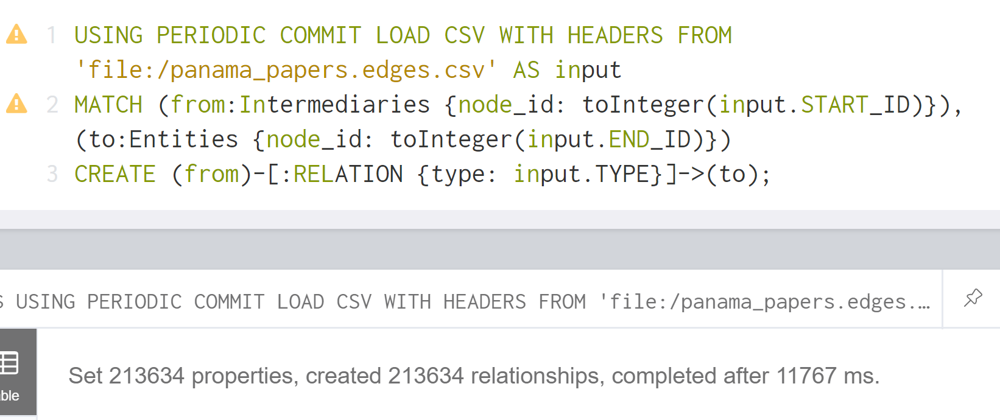 1 USING PERIODIC COMMIT LOAD CSV WITH HEADERS FROM
'file:/panama_papers.edges.csv' AS input
2 MATCH (from:Intermediaries {node_id: toInteger(input.START_ID)}),
(to:Entities {node_id: toInteger(input.END_ID)})
3 CREATE (from)-[:RELATION {type: input.TYPE}]->(to);
S USING PERIODIC COMMIT LOAD CSV WITH HEADERS FROM 'file:/panama_papers.edges.…
Set 213634 properties, created 213634 relationships, completed after 11767 ms.
able